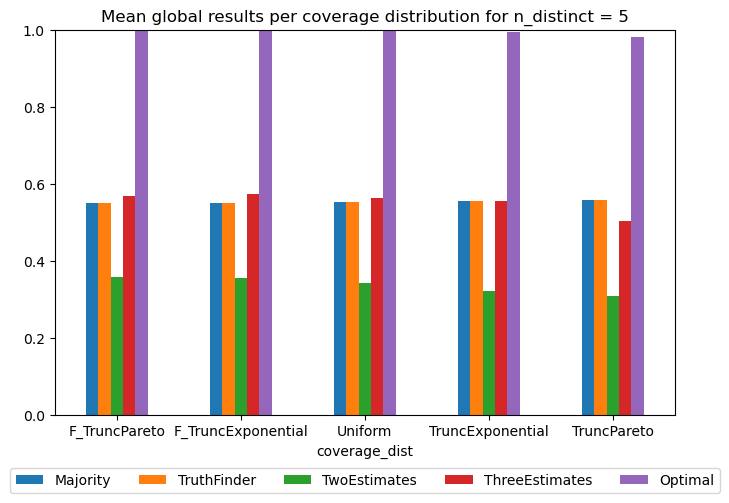 Mean global results per coverage distribution for n_distinct = 5
1.0
0.8
0.6
0.4
0.2
0.0
F_TruncPareto F_TruncExponential Uniform TruncExponential TruncPareto
coverage_dist
Majority TruthFinder TwoEstimates ThreeEstimates Optimal